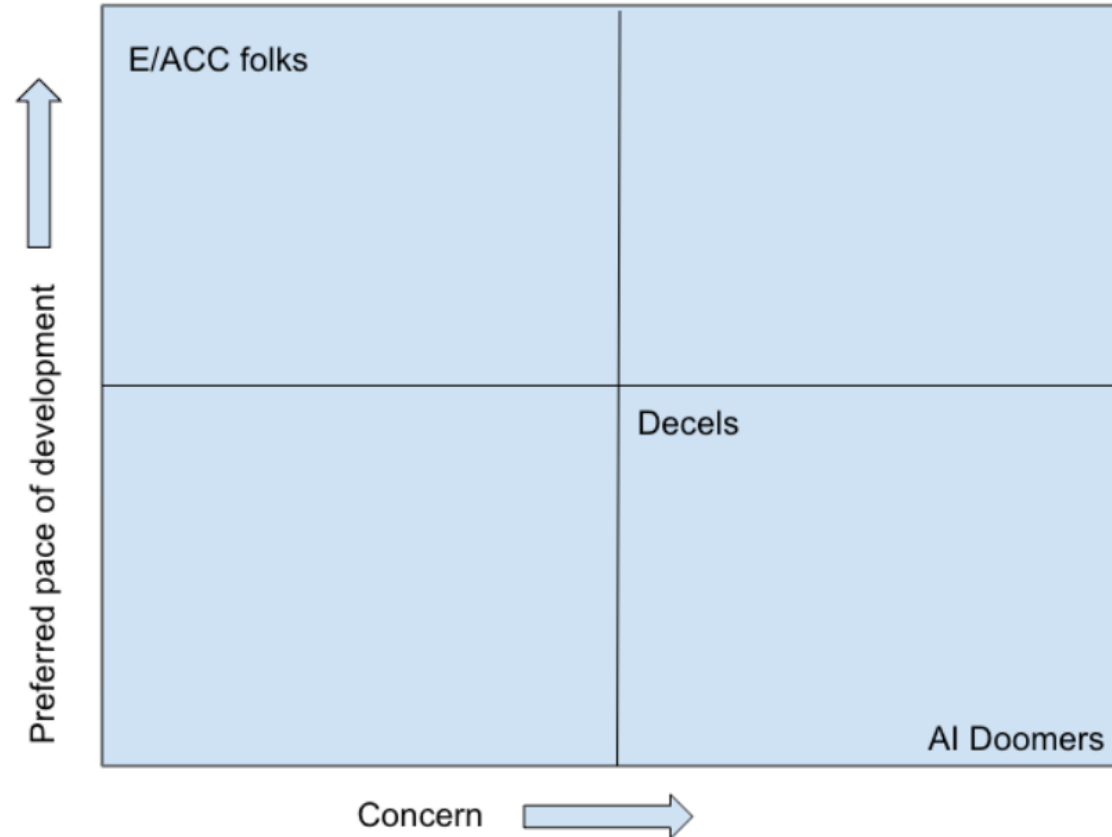 E/ACC folks
Preferred pace of development
Decels
AI Doomers
Concern